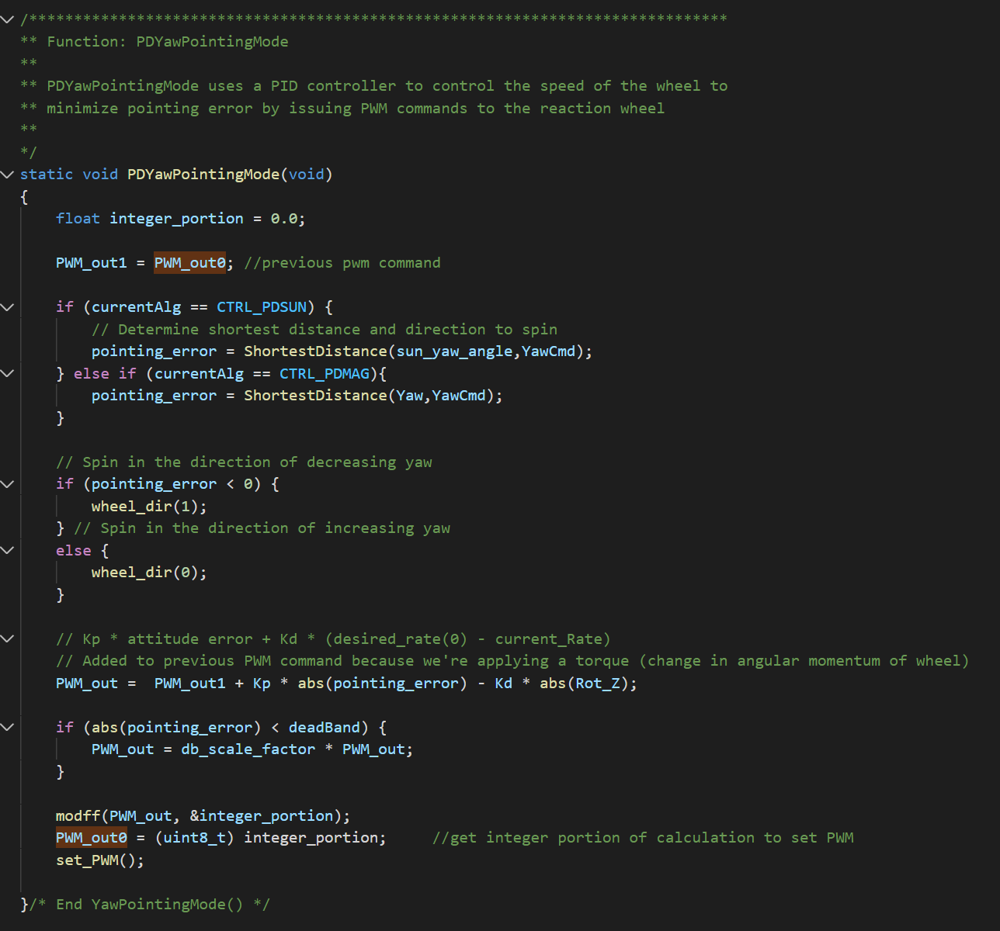 /******************************************************************************
** Function: PDYawPointingMode
**
** PDYawPointingMode uses a PID controller to control the speed of the wheel to
** minimize pointing error by issuing PWM commands to the reaction wheel
**
*/
static void PDYawPointingMode(void)
{
    float integer_portion = 0.0;

    PWM_out1 = PWM_out0; //previous pwm command

    if (currentAlg == CTRL_PDSUN) {
        // Determine shortest distance and direction to spin
        pointing_error = ShortestDistance(sun_yaw_angle,YawCmd);
    } else if (currentAlg == CTRL_PDMAG){
        pointing_error = ShortestDistance(Yaw,YawCmd);
    }

    // Spin in the direction of decreasing yaw
    if (pointing_error < 0) {
        wheel_dir(1);
    } // Spin in the direction of increasing yaw
    else {
        wheel_dir(0);
    }

    // Kp * attitude error + Kd * (desired_rate(0) - current_Rate)
    // Added to previous PWM command because we're applying a torque (change in angular momentum of wheel)
    PWM_out =  PWM_out1 + Kp * abs(pointing_error) - Kd * abs(Rot_Z);

    if (abs(pointing_error) < deadBand) {
        PWM_out = db_scale_factor * PWM_out;
    }

    modff(PWM_out, &integer_portion);
    PWM_out0 = (uint8_t) integer_portion;     //get integer portion of calculation to set PWM
    set_PWM();

}/* End YawPointingMode() */